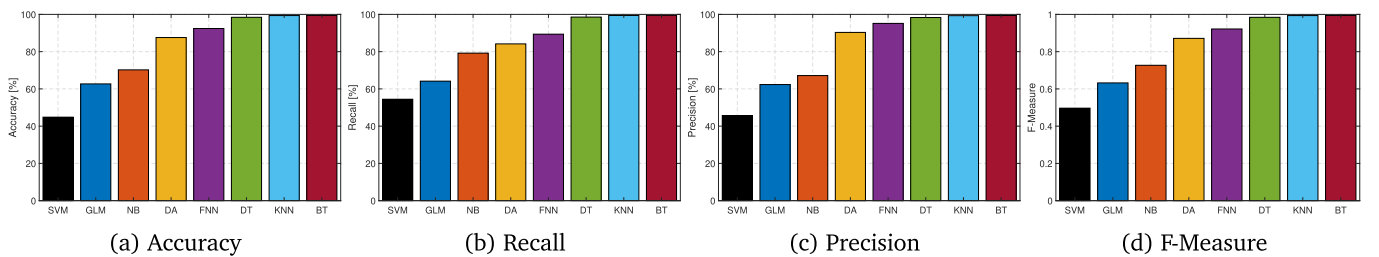 Accuracy [%]
100
80
60
40
20
0
SVM GLM NB DA FNN DT KNN BT
(a) Accuracy
Recall [%]
100
80
60
40
20
0
SVM GLM NB DA FNN DT KNN BT
(b) Recall
Precision [%]
100
80
60
40
20
0
SVM GLM NB DA FNN DT KNN BT
(c) Precision
F-Measure
1
0.8
0.6
0.4
0.2
0
SVM GLM NB DA FNN DT KNN BT
(d) F-Measure